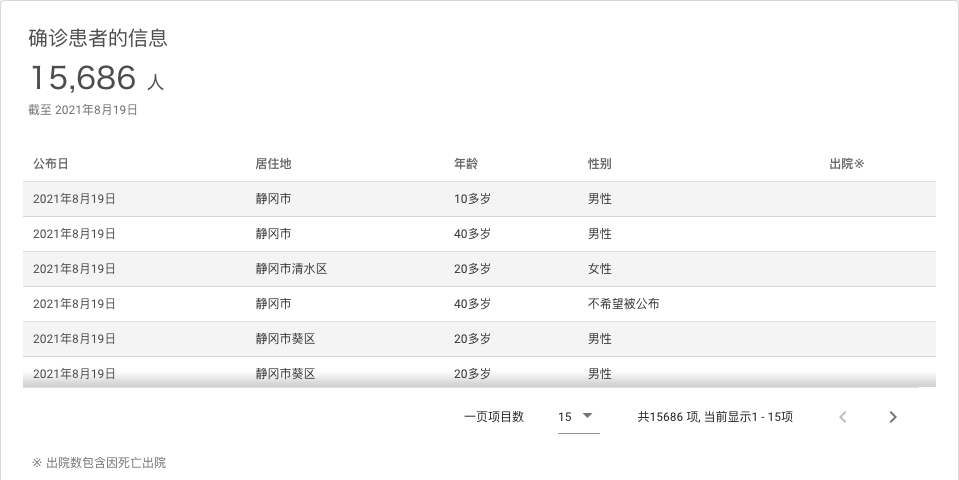 确诊患者的信息
15,686 人
截至 2021年8月19日
公布日 居住地 年龄 性别 出院※
2021年8月19日 静冈市 10多岁 男性
2021年8月19日 静冈市 40多岁 男性
2021年8月19日 静冈市清水区 20多岁 女性
2021年8月19日 静冈市 40多岁 不希望被公布
2021年8月19日 静冈市葵区 20多岁 男性
2021年8月19日 静冈市葵区 20多岁 男性
一页项目数 15 共15686 项, 当前显示1 - 15项
※ 出院数包含因死亡出院